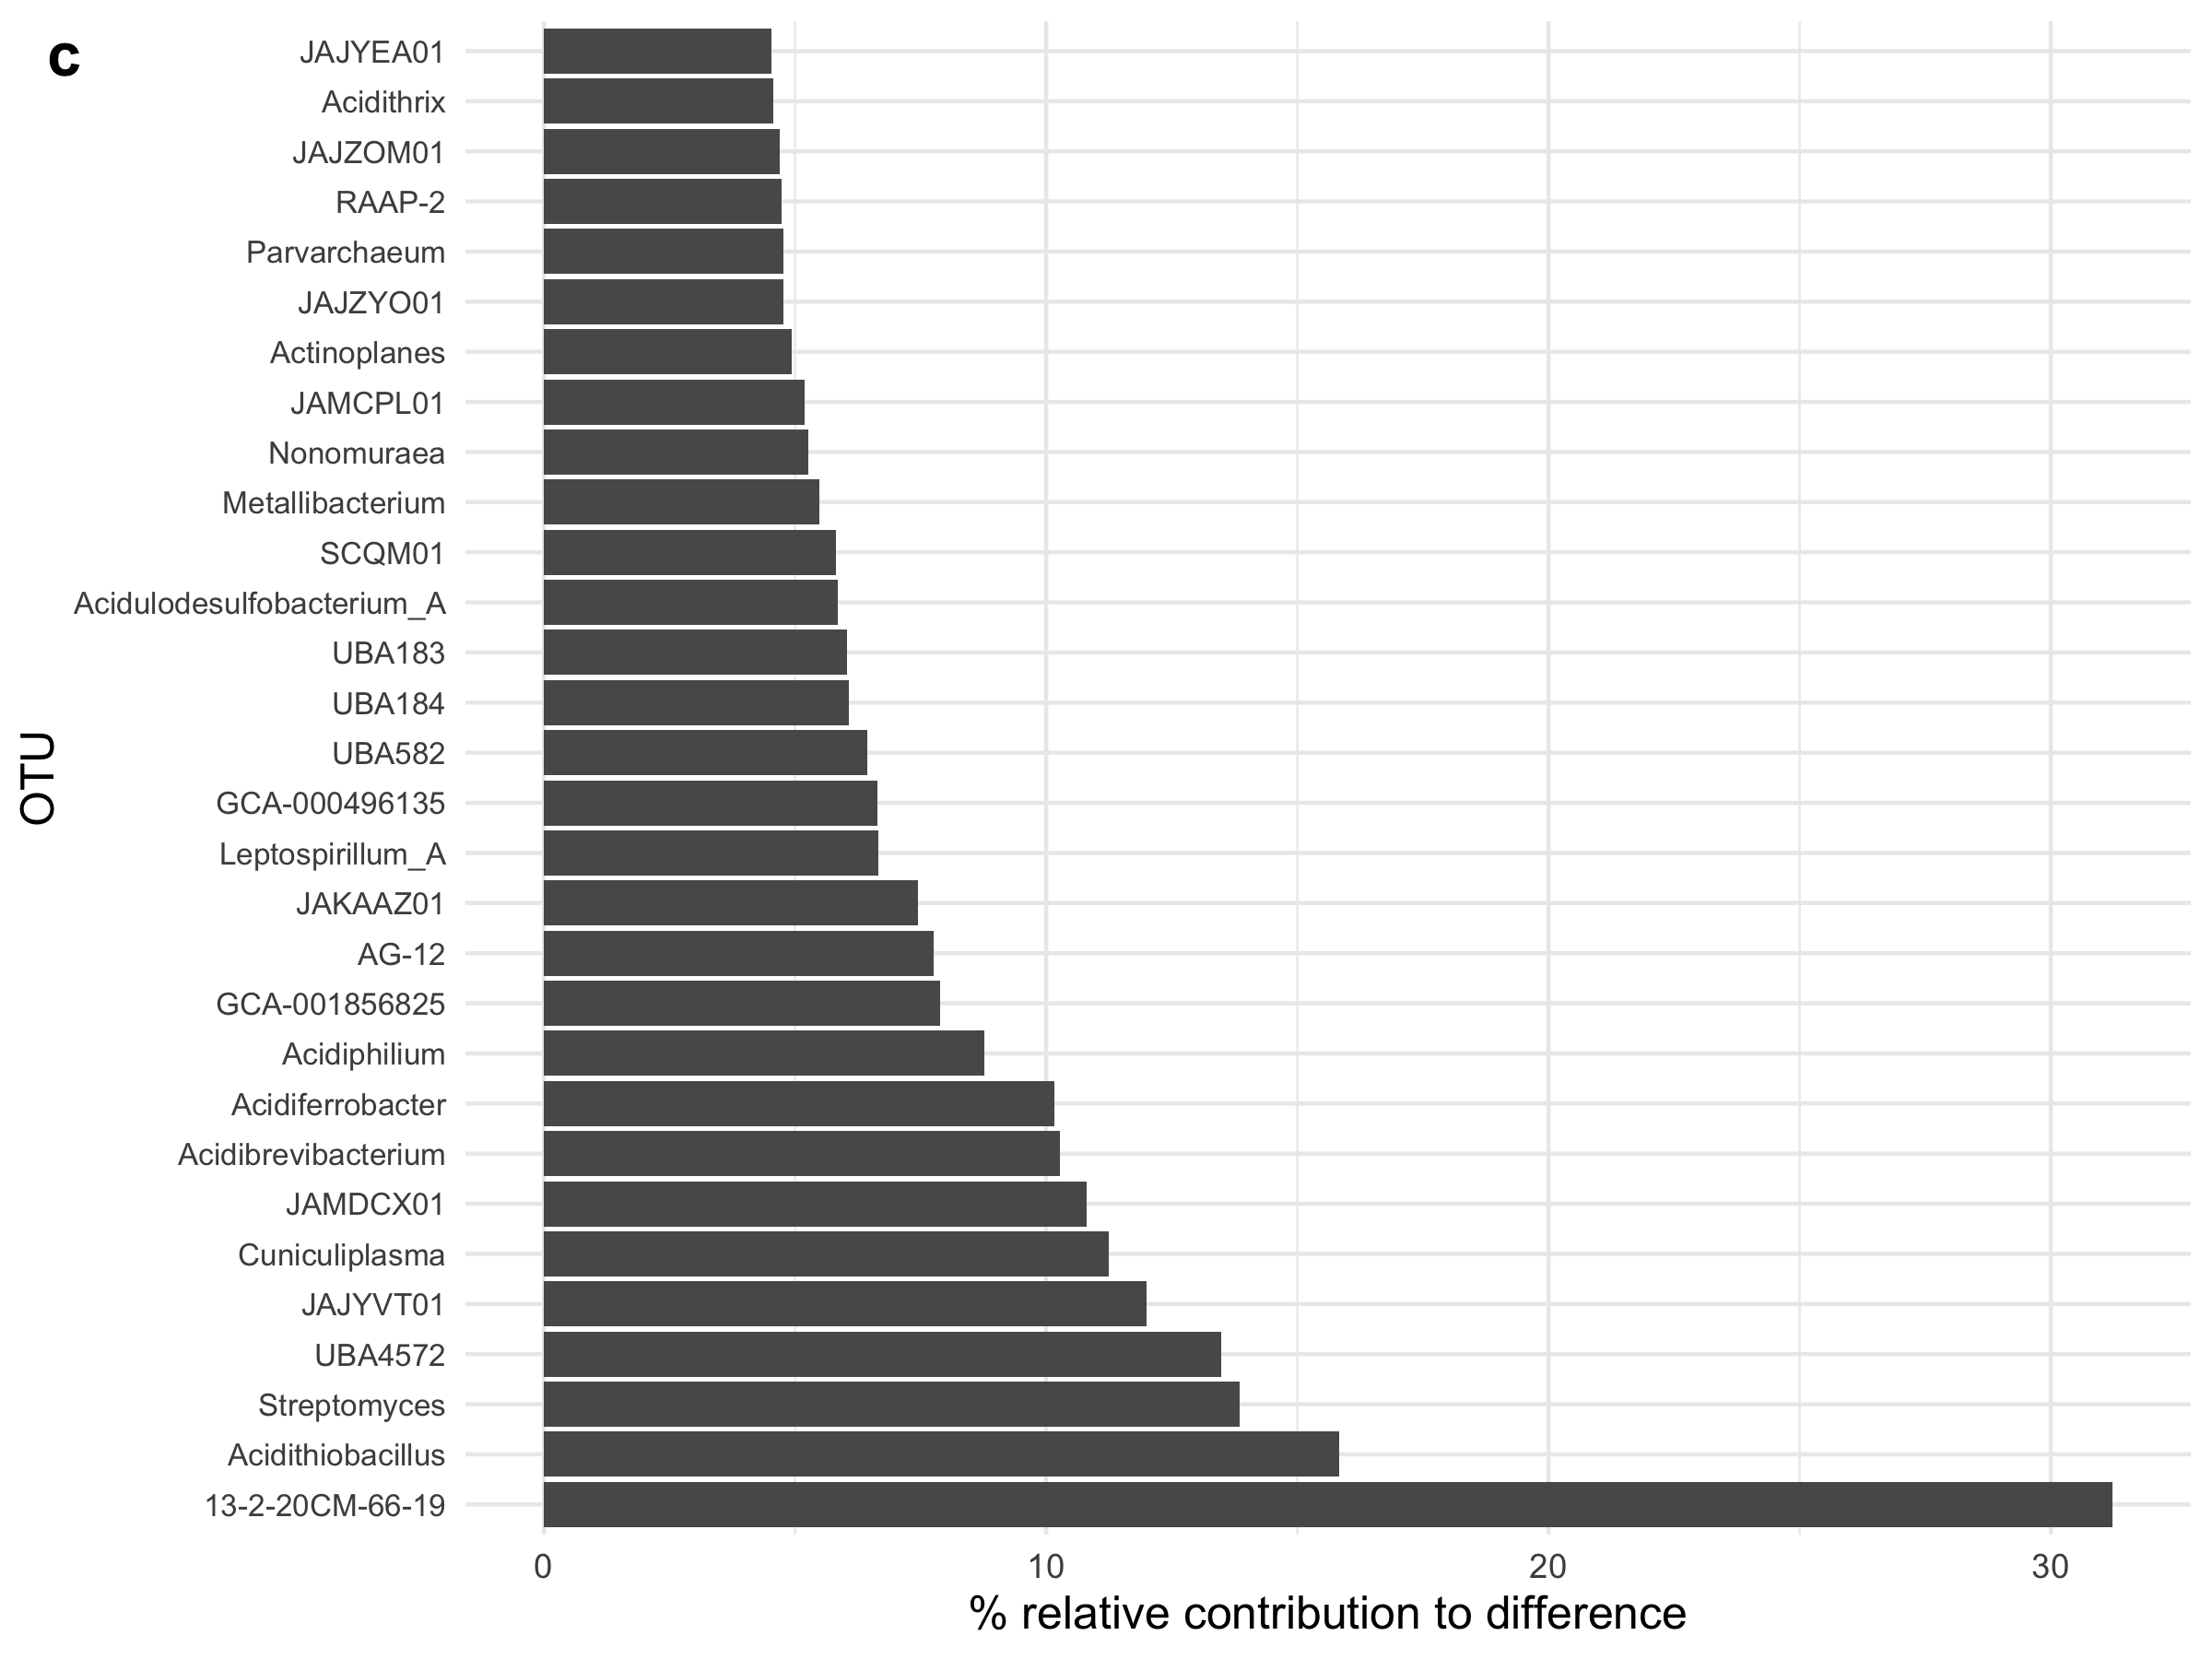 c
JAJYEA01
Acidithrix
JAJZOM01
RAAP-2
Parvarchaeum
JAJZYO01
Actinoplanes
JAMCPL01
Nonomuraea
Metallibacterium
SCQM01
Acidulodesulfobacterium_A
UBA183
UBA184
UBA582
GCA-000496135
Leptospirillum_A
JAKAAZ01
AG-12
GCA-001856825
Acidiphilium
Acidiferrobacter
Acidibrevibacterium
JAMDCX01
Cuniculiplasma
JAJYVT01
UBA4572
Streptomyces
Acidithiobacillus
13-2-20CM-66-19
OTU
0 10 20 30
% relative contribution to difference